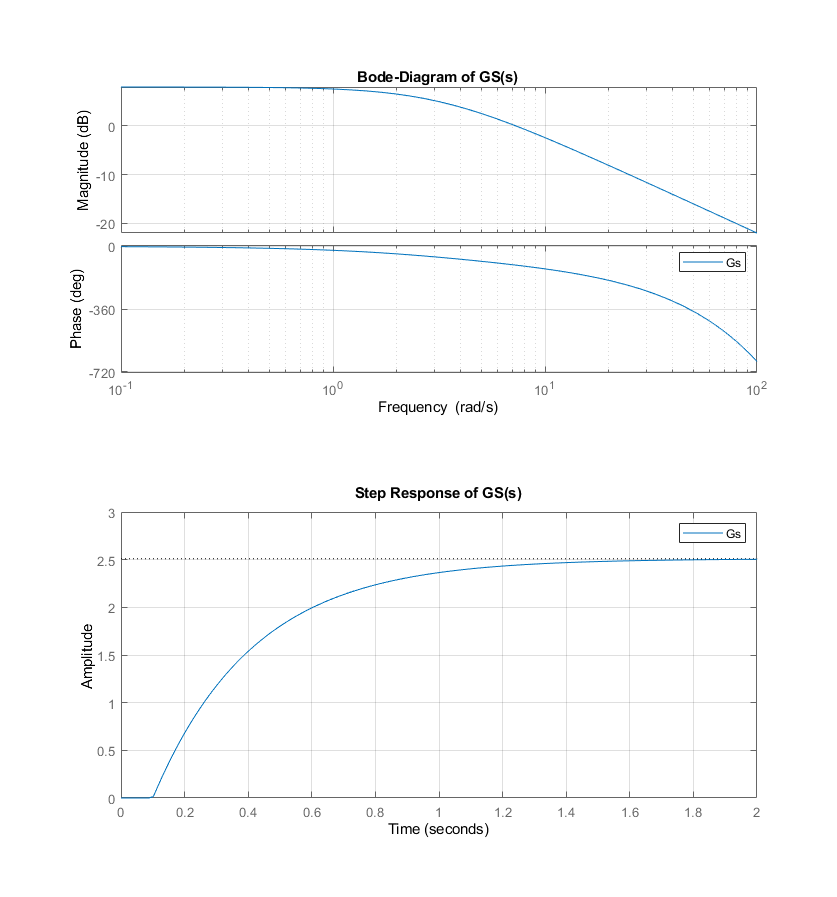 Bode-Diagram of GS(s)
Magnitude (dB)
0
-10
-20
Phase (deg)
0
-360
-720
Gs
10^-1 10^0 10^1 10^2
Frequency (rad/s)
Step Response of GS(s)
Amplitude
3
2.5
2
1.5
1
0.5
0
Gs
0 0.2 0.4 0.6 0.8 1 1.2 1.4 1.6 1.8 2
Time (seconds)